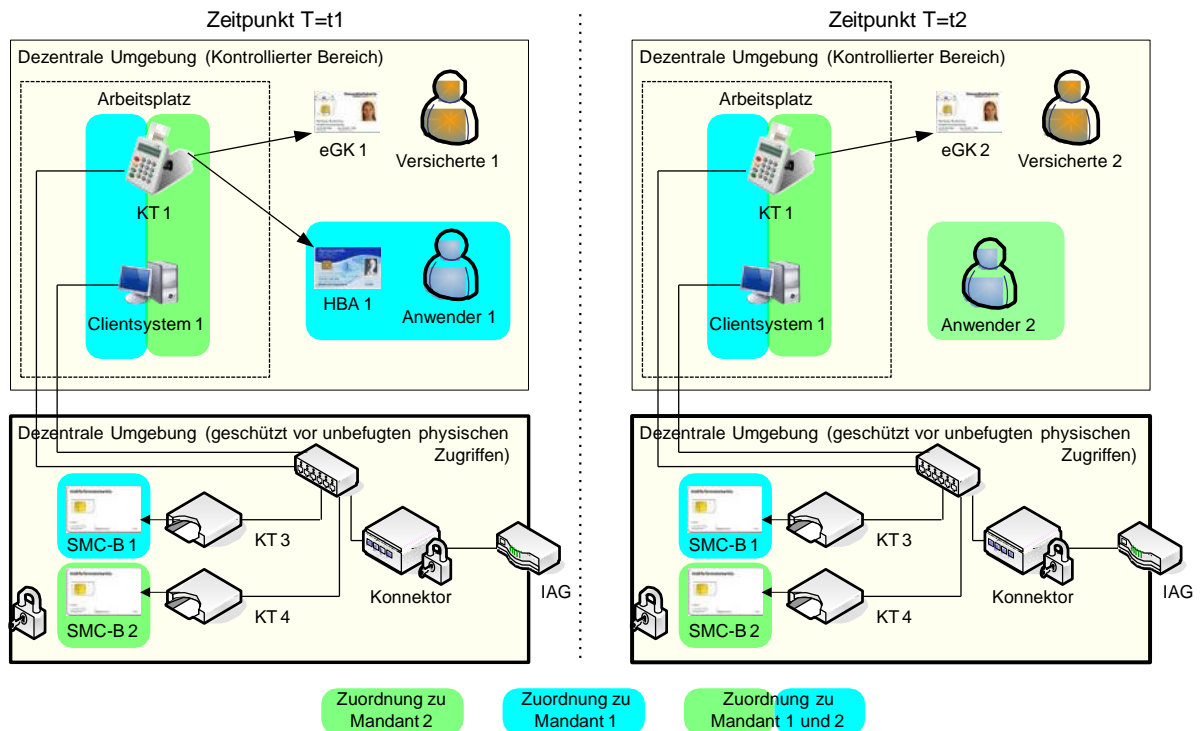 Zeitpunkt T=t1
Dezentrale Umgebung (Kontrollierter Bereich)
Arbeitsplatz
eGK 1
Versicherte 1
KT 1
HBA 1
Anwender 1
Clientsystem 1
Dezentrale Umgebung (geschützt vor unbefugten physischen
Zugriffen)
SMC-B 1
KT 3
SMC-B 2
KT 4
Konnektor
IAG
Zeitpunkt T=t2
Dezentrale Umgebung (Kontrollierter Bereich)
Arbeitsplatz
eGK 2
Versicherte 2
KT 1
Clientsystem 1
Anwender 2
Dezentrale Umgebung (geschützt vor unbefugten physischen
Zugriffen)
SMC-B 1
KT 3
SMC-B 2
KT 4
Konnektor
IAG
Zuordnung zu
Mandant 2
Zuordnung zu
Mandant 1
Zuordnung zu
Mandant 1 und 2